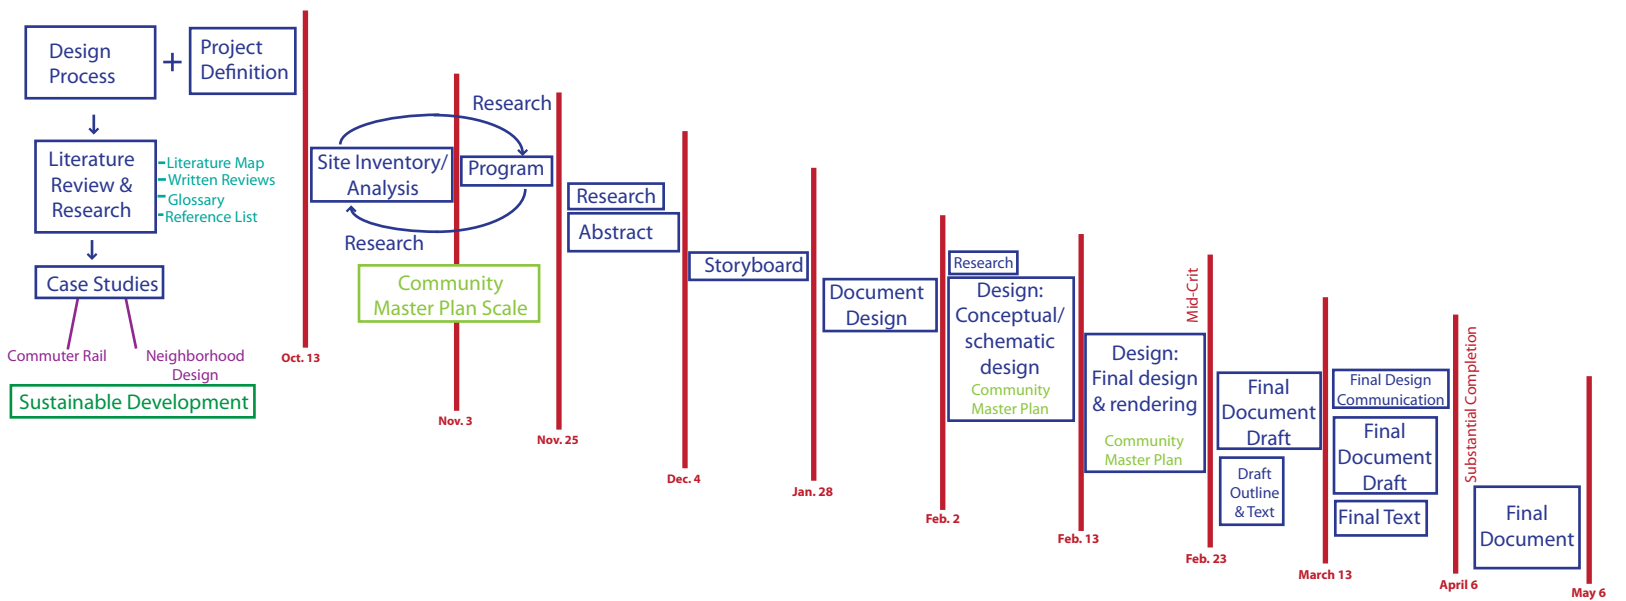 Design
Process
+
Project
Definition
Literature
Review &
Research
-Literature Map
-Written Reviews
-Glossary
-Reference List
Case Studies
Commuter Rail
Neighborhood
Design
Sustainable Development
Oct. 13
Research
Site Inventory/
Analysis
Program
Research
Community
Master Plan Scale
Nov. 3
Nov. 25
Research
Abstract
Dec. 4
Storyboard
Jan. 28
Document
Design
Feb. 2
Research
Design:
Conceptual/
schematic
design
Community
Master Plan
Feb. 13
Design:
Final design
& rendering
Community
Master Plan
Mid-Crit
Feb. 23
Final
Document
Draft
Draft
Outline
& Text
March 13
Final Design
Communication
Final
Document
Draft
Final Text
Substantial Completion
April 6
Final
Document
May 6